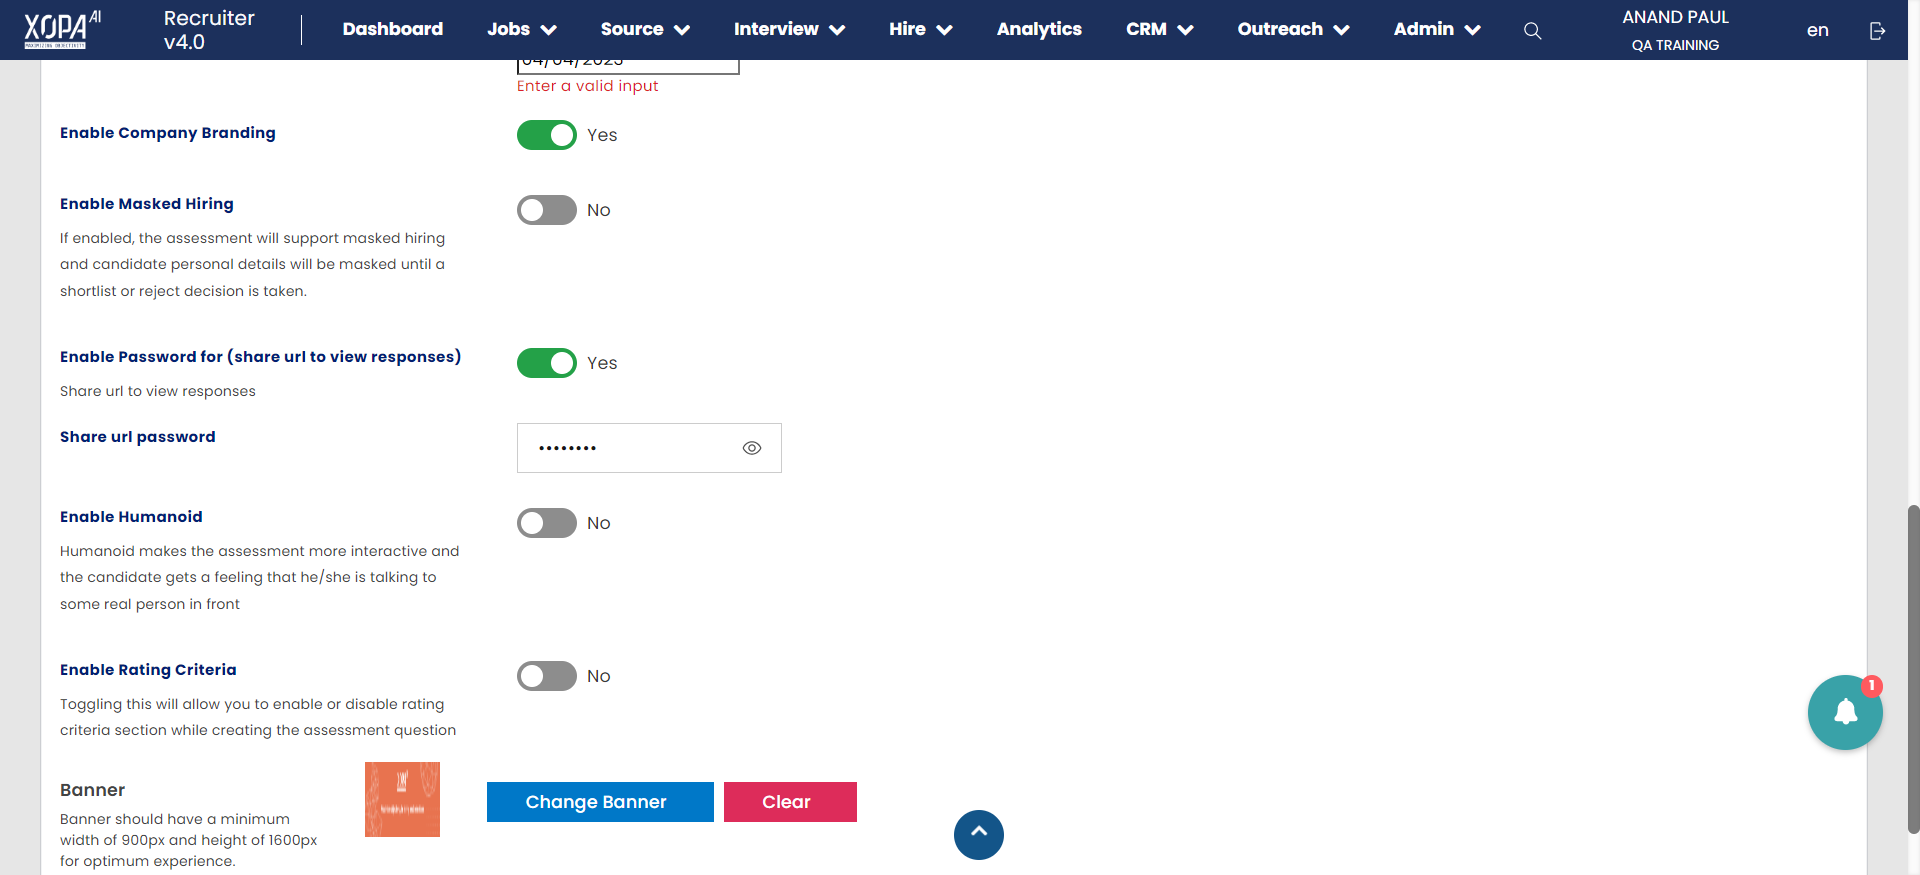 XOPA AI
MAXIMIZING OBJECTIVITY
Recruiter
v4.0
Dashboard
Jobs
Source
Interview
Hire
Analytics
CRM
Outreach
Admin
ANAND PAUL
QA TRAINING
en
04/04/2023
Enter a valid input
Enable Company Branding
Yes
Enable Masked Hiring
No
If enabled, the assessment will support masked hiring
and candidate personal details will be masked until a
shortlist or reject decision is taken.
Enable Password for (share url to view responses)
Yes
Share url to view responses
Share url password
••••••••
Enable Humanoid
No
Humanoid makes the assessment more interactive and
the candidate gets a feeling that he/she is talking to
some real person in front
Enable Rating Criteria
No
Toggling this will allow you to enable or disable rating
criteria section while creating the assessment question
1
Banner
Banner should have a minimum
width of 900px and height of 1600px
for optimum experience.
XOPA
Change Banner
Clear